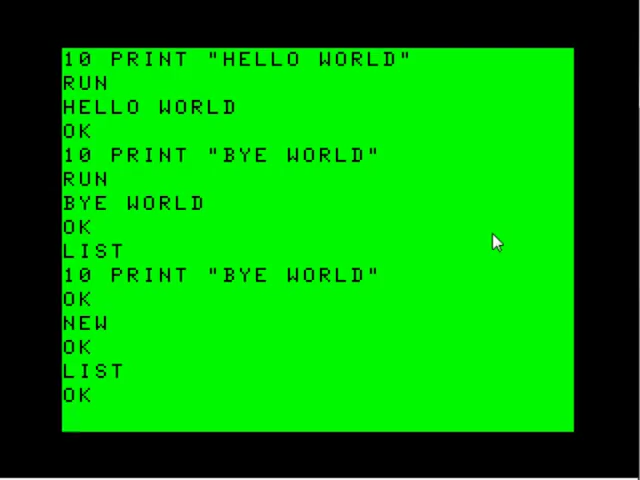 10 PRINT "HELLO WORLD"
RUN
HELLO WORLD
OK
10 PRINT "BYE WORLD"
RUN
BYE WORLD
OK
LIST
10 PRINT "BYE WORLD"
OK
NEW
OK
LIST
OK